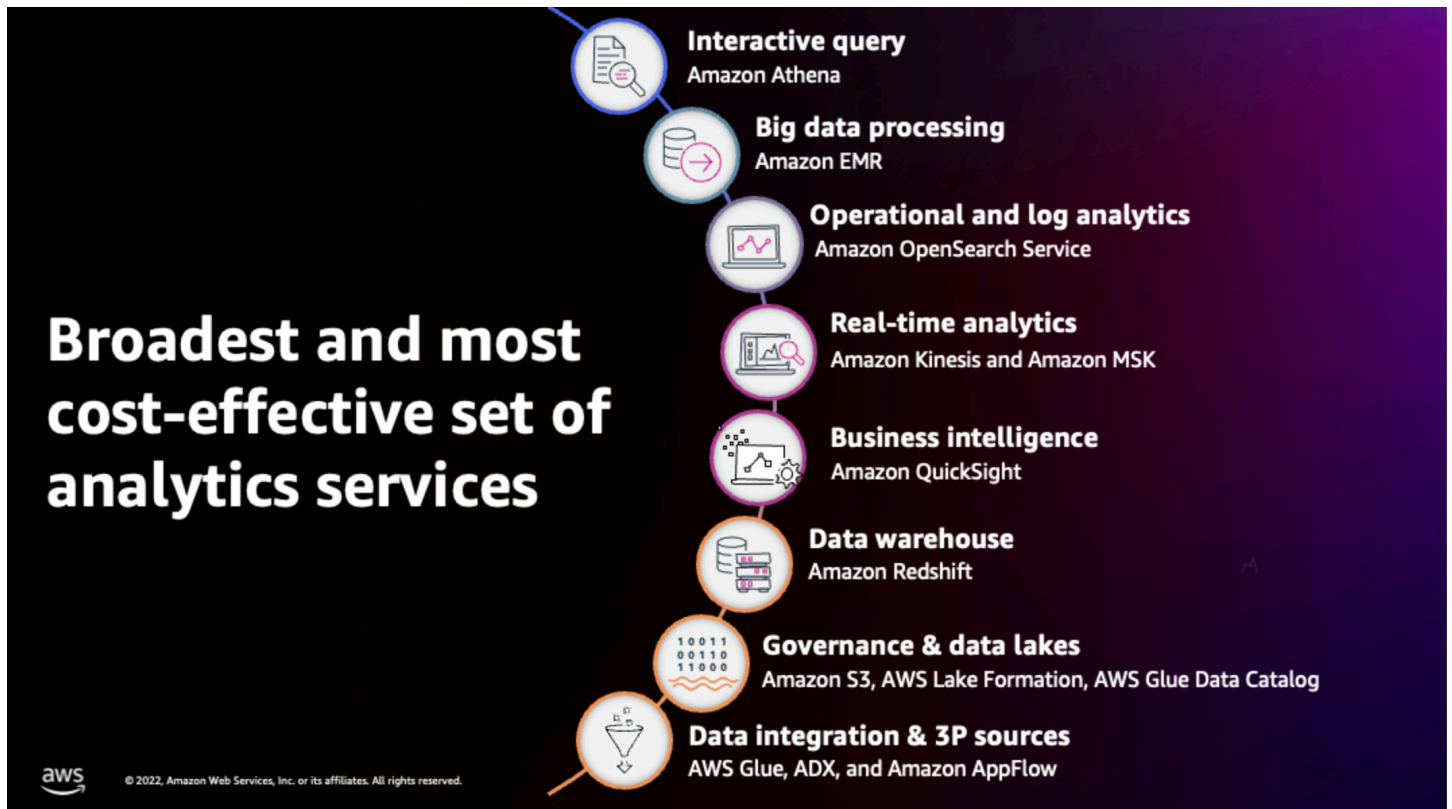 Broadest and most
cost-effective set of
analytics services
Interactive query
Amazon Athena
Big data processing
Amazon EMR
Operational and log analytics
Amazon OpenSearch Service
Real-time analytics
Amazon Kinesis and Amazon MSK
Business intelligence
Amazon QuickSight
Data warehouse
Amazon Redshift
10011
00110
11000
Governance & data lakes
Amazon S3, AWS Lake Formation, AWS Glue Data Catalog
Data integration & 3P sources
AWS Glue, ADX, and Amazon AppFlow
aws
© 2022, Amazon Web Services, Inc. or its affiliates. All rights reserved.